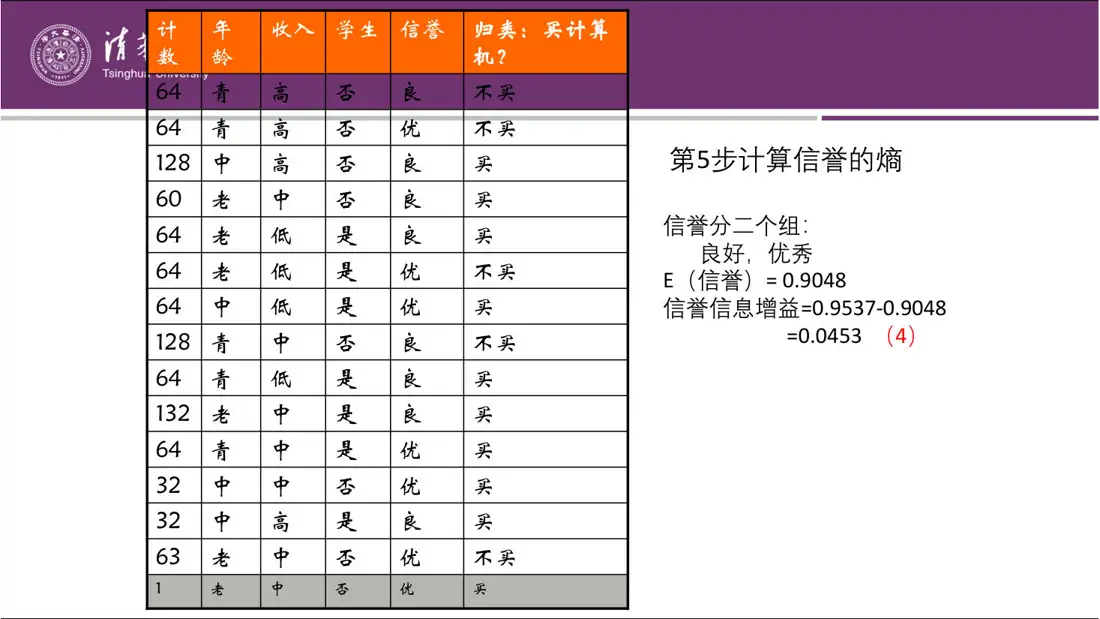 清华
Tsinghua University
计数 年龄 收入 学生 信誉 归类：买计算机？
64 青 高 否 良 不买
64 青 高 否 优 不买
128 中 高 否 良 买
60 老 中 否 良 买
64 老 低 是 良 买
64 老 低 是 优 不买
64 中 低 是 优 买
128 青 中 否 良 不买
64 青 低 是 良 买
132 老 中 是 良 买
64 青 中 是 优 买
32 中 中 否 优 买
32 中 高 是 良 买
63 老 中 否 优 不买
1 老 中 否 优 买
第5步计算信誉的熵
信誉分二个组：
良好，优秀
E（信誉）= 0.9048
信誉信息增益=0.9537-0.9048
=0.0453 （4）